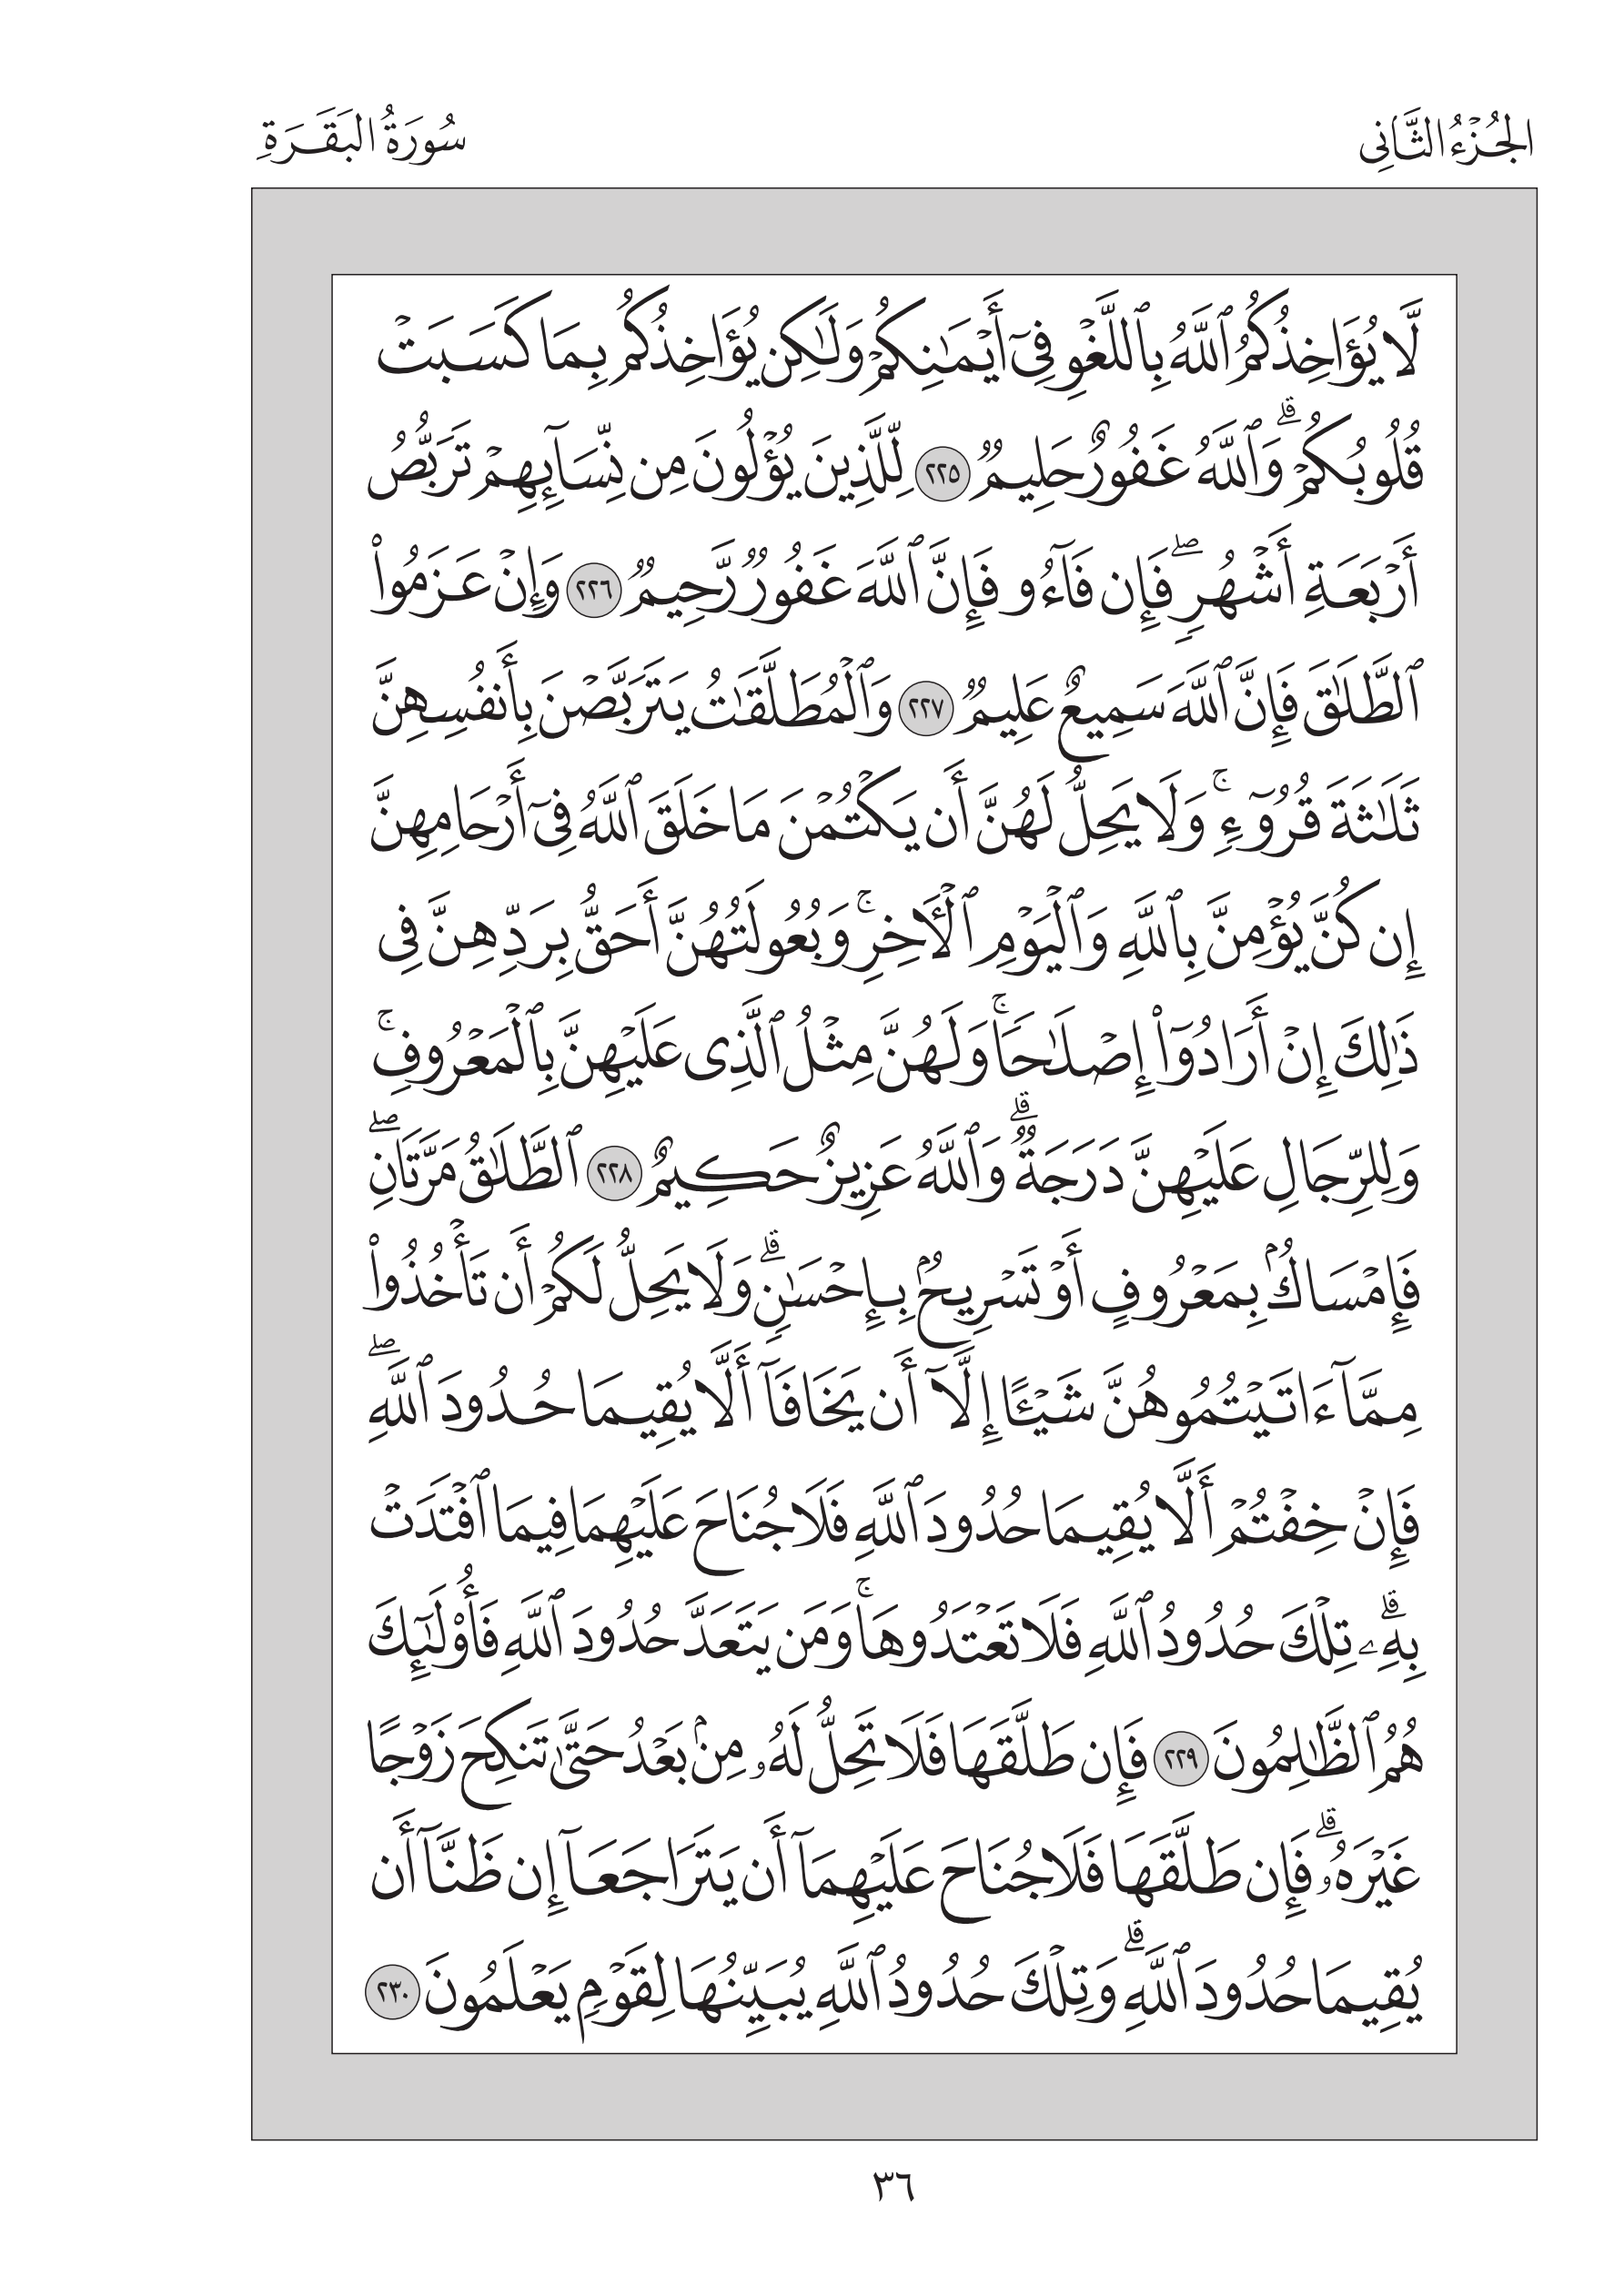 الجُزْءُ الثَّانِي
سُورَةُ البَقَرَةِ
لَّا يُؤَاخِذُكُمُ ٱللَّهُ بِٱللَّغْوِ فِىٓ أَيْمَـٰنِكُمْ وَلَـٰكِن يُؤَاخِذُكُم بِمَا كَسَبَتْ
قُلُوبُكُمْ ۗ وَٱللَّهُ غَفُورٌ حَلِيمٌ ٢٢٥ لِّلَّذِينَ يُؤْلُونَ مِن نِّسَآئِهِمْ تَرَبُّصُ
أَرْبَعَةِ أَشْهُرٍ ۖ فَإِن فَآءُو فَإِنَّ ٱللَّهَ غَفُورٌ رَّحِيمٌ ٢٢٦ وَإِنْ عَزَمُوا۟
ٱلطَّلَـٰقَ فَإِنَّ ٱللَّهَ سَمِيعٌ عَلِيمٌ ٢٢٧ وَٱلْمُطَلَّقَـٰتُ يَتَرَبَّصْنَ بِأَنفُسِهِنَّ
ثَلَـٰثَةَ قُرُوٓءٍ ۚ وَلَا يَحِلُّ لَهُنَّ أَن يَكْتُمْنَ مَا خَلَقَ ٱللَّهُ فِىٓ أَرْحَامِهِنَّ
إِن كُنَّ يُؤْمِنَّ بِٱللَّهِ وَٱلْيَوْمِ ٱلْـَٔاخِرِ ۚ وَبُعُولَتُهُنَّ أَحَقُّ بِرَدِّهِنَّ فِى
ذَٰلِكَ إِنْ أَرَادُوٓا۟ إِصْلَـٰحًا ۚ وَلَهُنَّ مِثْلُ ٱلَّذِى عَلَيْهِنَّ بِٱلْمَعْرُوفِ ۚ
وَلِلرِّجَالِ عَلَيْهِنَّ دَرَجَةٌ ۗ وَٱللَّهُ عَزِيزٌ حَكِيمٌ ٢٢٨ ٱلطَّلَـٰقُ مَرَّتَانِ ۖ
فَإِمْسَاكٌۢ بِمَعْرُوفٍ أَوْ تَسْرِيحٌۢ بِإِحْسَـٰنٍ ۗ وَلَا يَحِلُّ لَكُمْ أَن تَأْخُذُوا۟
مِمَّآ ءَاتَيْتُمُوهُنَّ شَيْـًٔا إِلَّآ أَن يَخَافَآ أَلَّا يُقِيمَا حُدُودَ ٱللَّهِ ۖ
فَإِنْ خِفْتُمْ أَلَّا يُقِيمَا حُدُودَ ٱللَّهِ فَلَا جُنَاحَ عَلَيْهِمَا فِيمَا ٱفْتَدَتْ
بِهِۦ ۗ تِلْكَ حُدُودُ ٱللَّهِ فَلَا تَعْتَدُوهَا ۚ وَمَن يَتَعَدَّ حُدُودَ ٱللَّهِ فَأُو۟لَـٰٓئِكَ
هُمُ ٱلظَّـٰلِمُونَ ٢٢٩ فَإِن طَلَّقَهَا فَلَا تَحِلُّ لَهُۥ مِنۢ بَعْدُ حَتَّىٰ تَنكِحَ زَوْجًا
غَيْرَهُۥ ۗ فَإِن طَلَّقَهَا فَلَا جُنَاحَ عَلَيْهِمَآ أَن يَتَرَاجَعَآ إِن ظَنَّآ أَن
يُقِيمَا حُدُودَ ٱللَّهِ ۗ وَتِلْكَ حُدُودُ ٱللَّهِ يُبَيِّنُهَا لِقَوْمٍ يَعْلَمُونَ ٢٣٠
٣٦